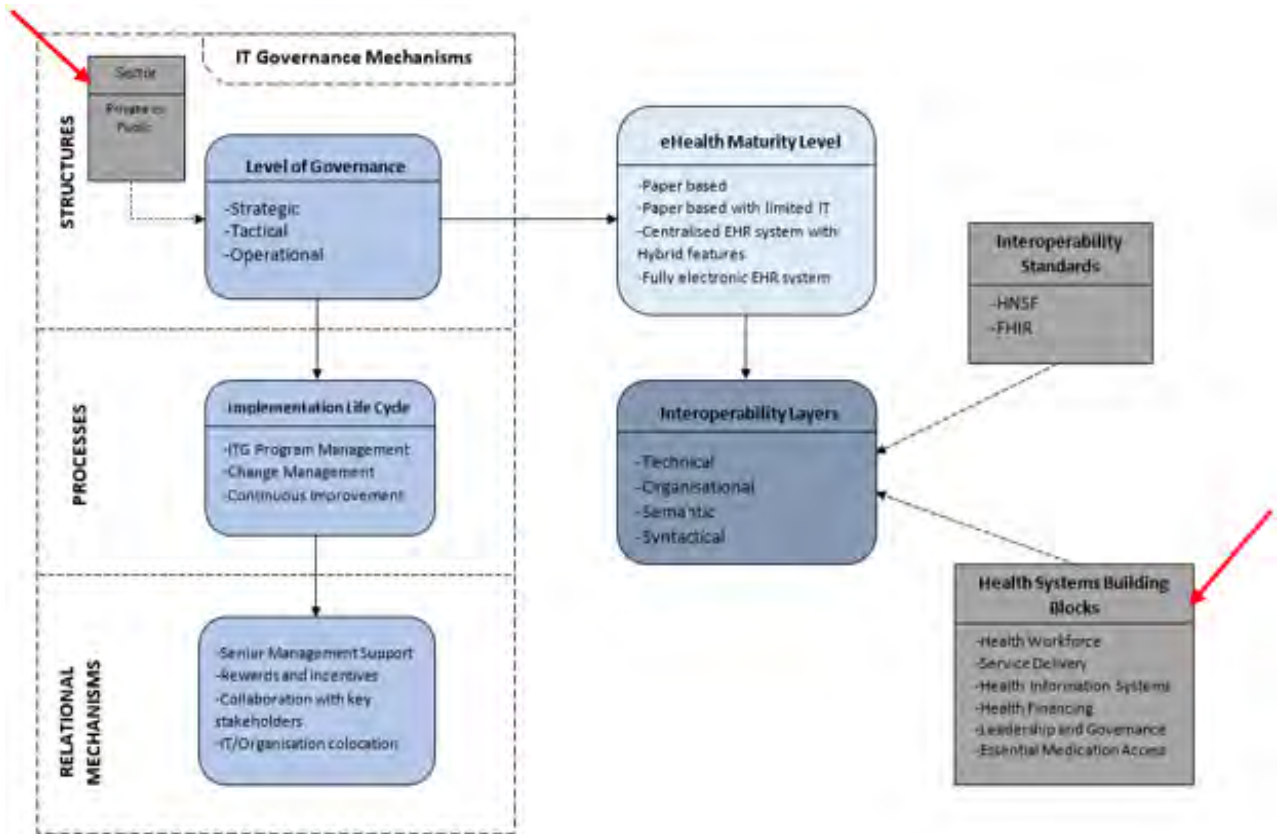 IT Governance Mechanisms
STRUCTURES
Sector
Private or
Public
Level of Governance
-Strategic
-Tactical
-Operational
eHealth Maturity Level
-Paper based
-Paper based with limited IT
-Centralised EHR system with
Hybrid features
-Fully electronic EHR system
Interoperability
Standards
-HNSF
-FHIR
PROCESSES
Implementation Life Cycle
-ITG Program Management
-Change Management
-Continuous Improvement
Interoperability Layers
-Technical
-Organisational
-Semantic
-Syntactical
RELATIONAL
MECHANISMS
-Senior Management Support
-Rewards and Incentives
-Collaboration with key
stakeholders
-IT/Organisation colocation
Health Systems Building
Blocks
-Health Workforce
-Service Delivery
-Health Information Systems
-Health Financing
-Leadership and Governance
-Essential Medication Access